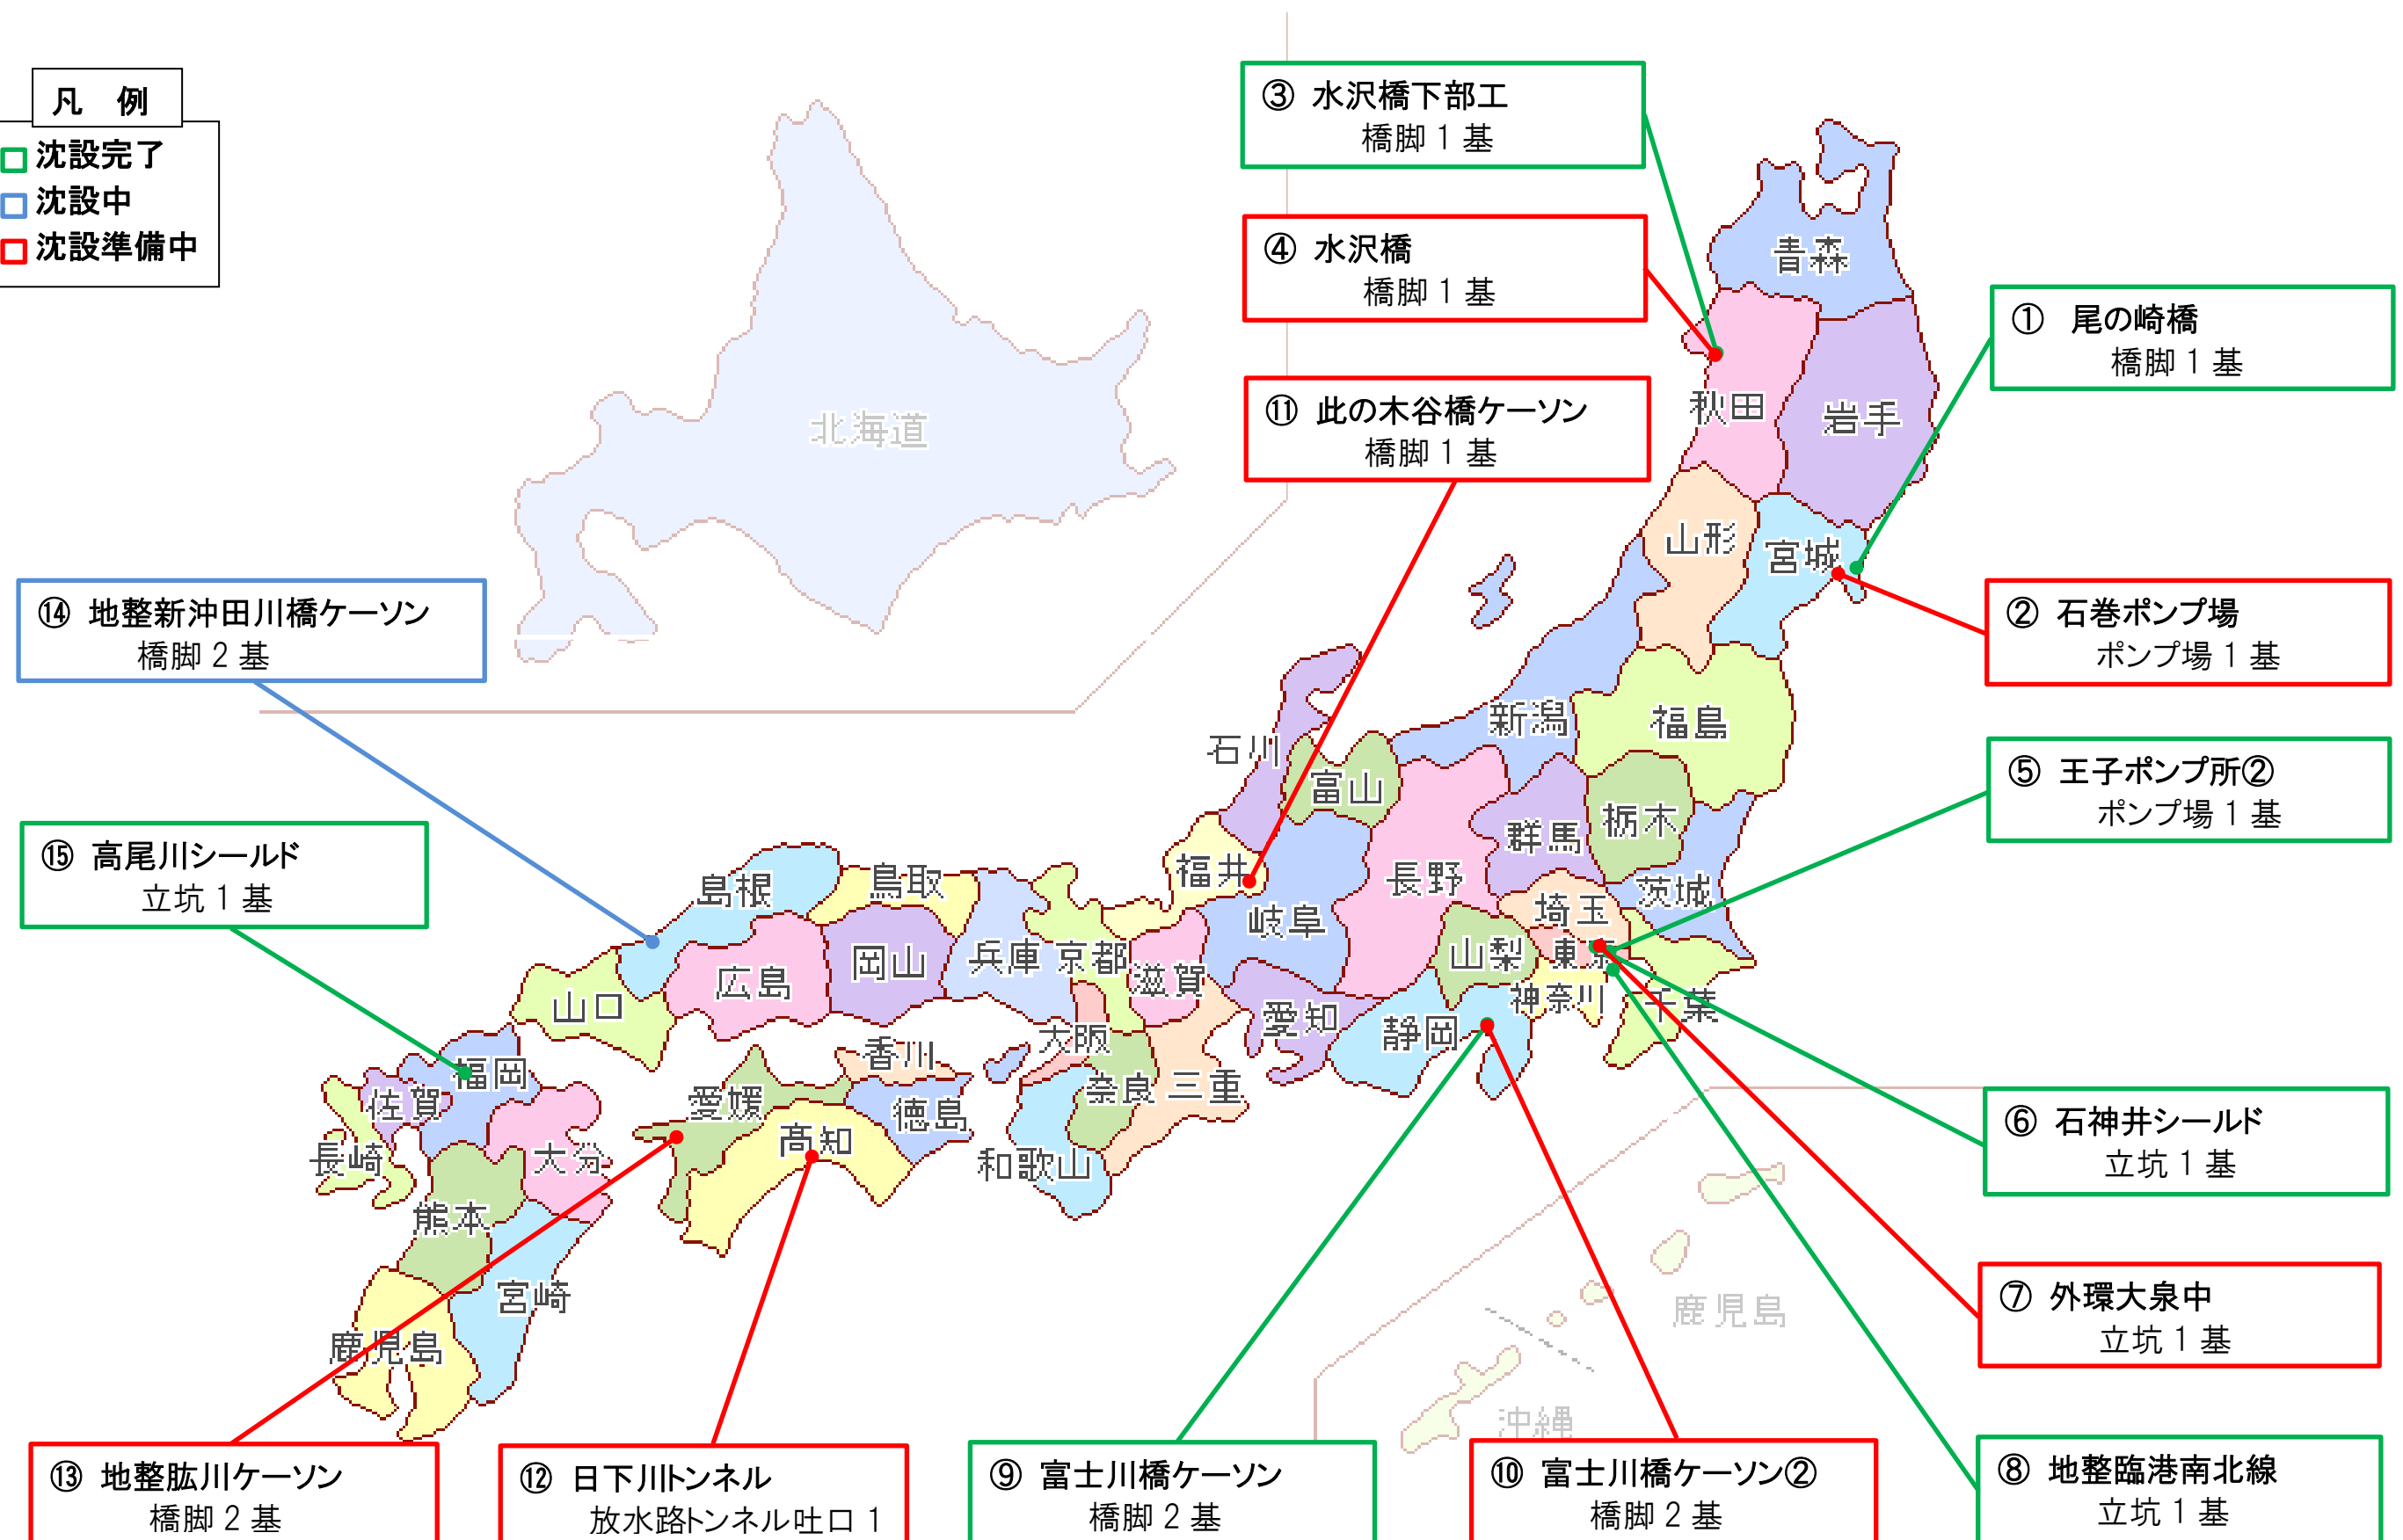 凡 例
沈設完了
沈設中
沈設準備中
③ 水沢橋下部工
橋脚 1 基
④ 水沢橋
橋脚 1 基
⑪ 此の木谷橋ケーソン
橋脚 1 基
① 尾の崎橋
橋脚 1 基
② 石巻ポンプ場
ポンプ場 1 基
⑤ 王子ポンプ所②
ポンプ場 1 基
⑥ 石神井シールド
立坑 1 基
⑦ 外環大泉中
立坑 1 基
⑧ 地整臨港南北線
立坑 1 基
⑭ 地整新沖田川橋ケーソン
橋脚 2 基
⑮ 高尾川シールド
立坑 1 基
⑬ 地整肱川ケーソン
橋脚 2 基
⑫ 日下川トンネル
放水路トンネル吐口 1
⑨ 富士川橋ケーソン
橋脚 2 基
⑩ 富士川橋ケーソン②
橋脚 2 基
北海道
青森
秋田
岩手
山形
宮城
新潟
福島
石川
富山
栃木
群馬
茨城
福井
長野
埼玉
岐阜
山梨
東京
神奈川
千葉
静岡
愛知
島根
鳥取
岡山
兵庫
京都
滋賀
広島
山口
大阪
奈良
三重
和歌山
香川
愛媛
徳島
高知
福岡
佐賀
長崎
大分
熊本
宮崎
鹿児島
鹿児島
沖縄